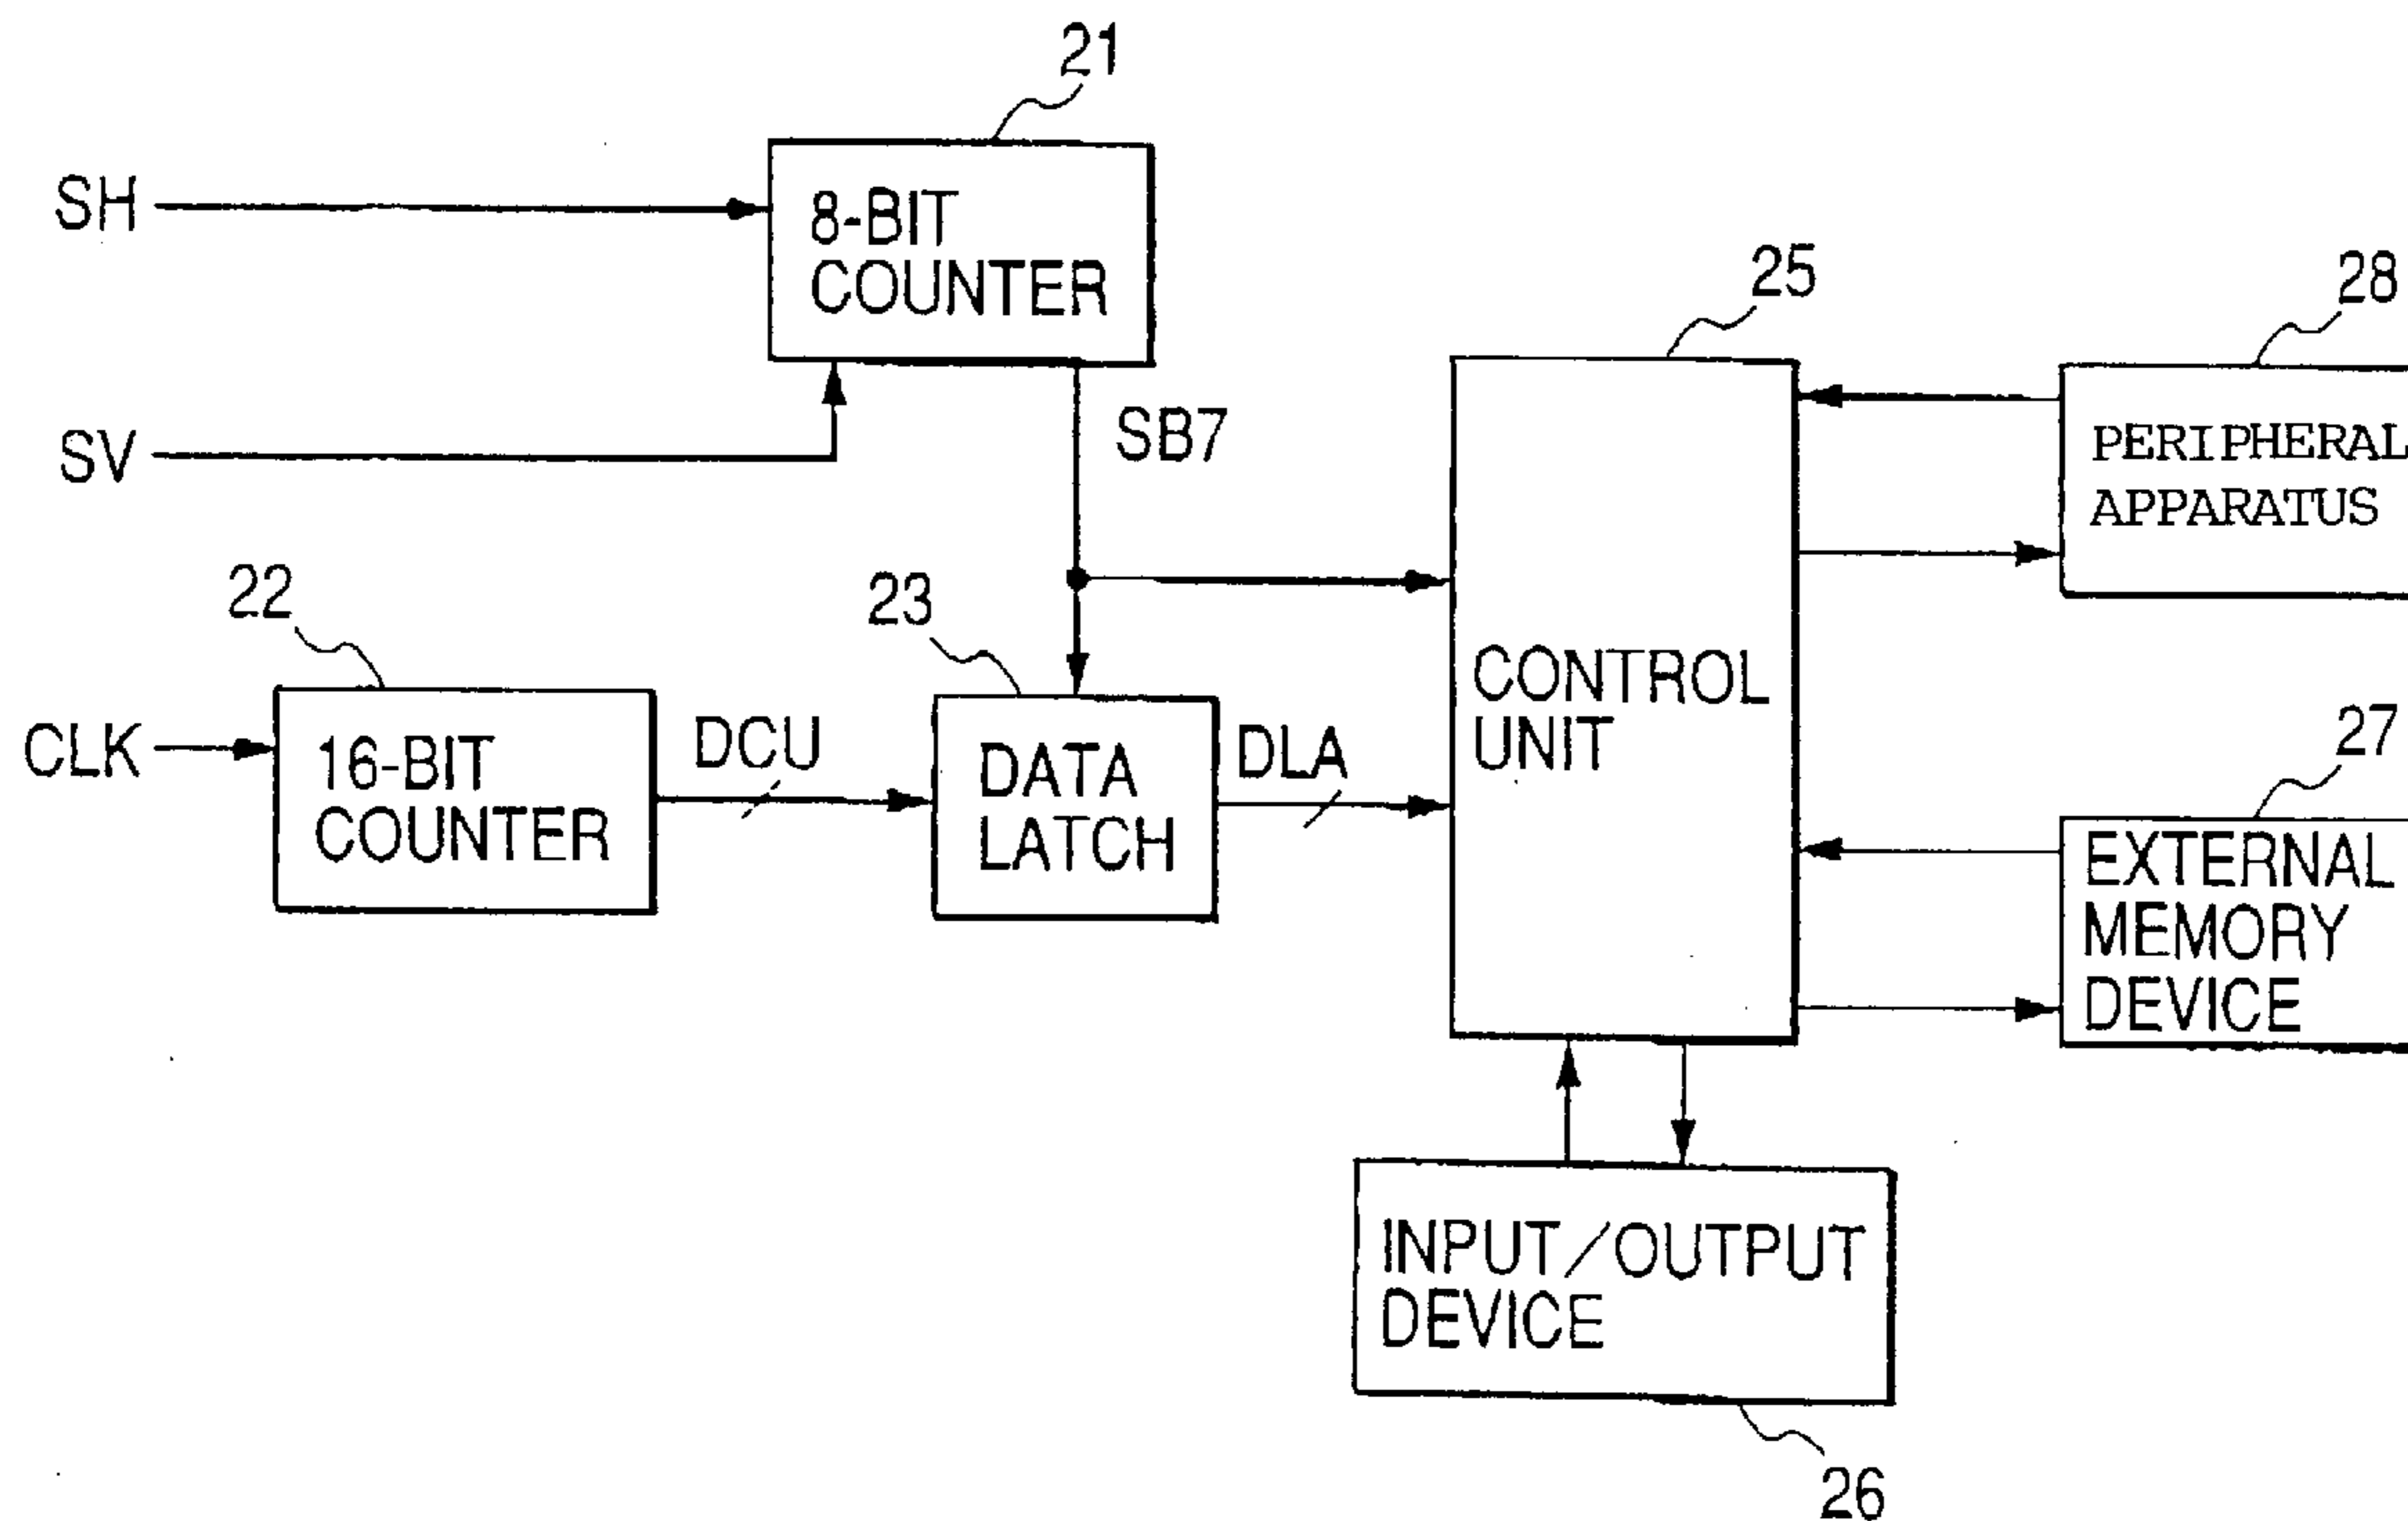 21
SH
8-BIT
COUNTER
25
28
SV
SB7
PERIPHERAL
APPARATUS
22
23
CONTROL
UNIT
27
CLK
16-BIT
COUNTER
DCU
DATA
LATCH
DLA
EXTERNAL
MEMORY
DEVICE
INPUT/OUTPUT
DEVICE
26